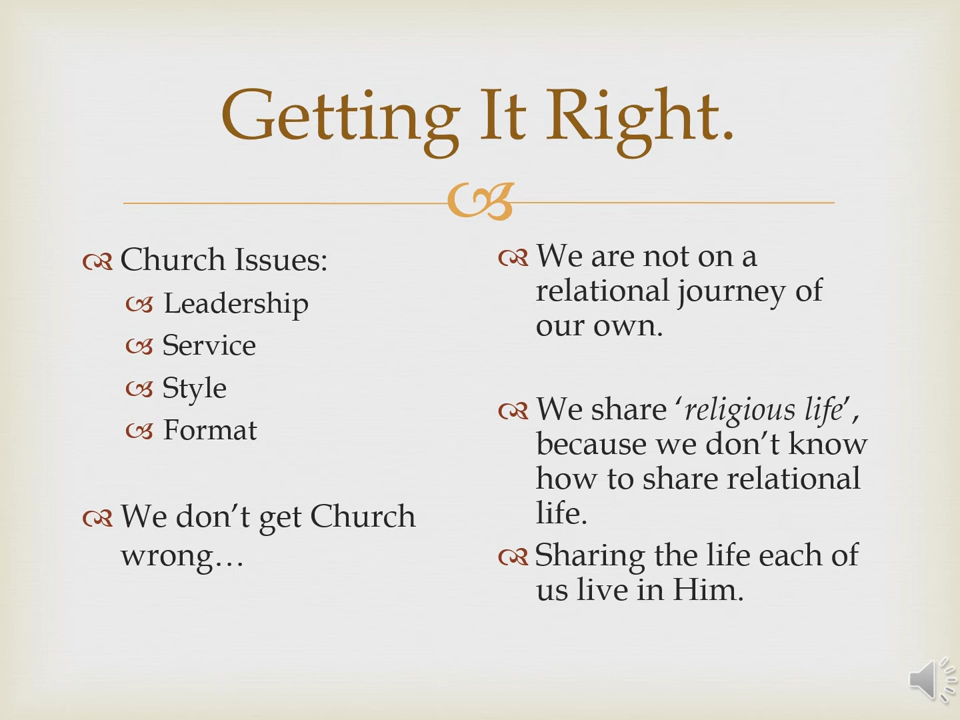 Getting It Right.
Church Issues:
Leadership
Service
Style
Format
We don’t get Church
wrong…
We are not on a
relational journey of
our own.
We share ‘religious life’,
because we don’t know
how to share relational
life.
Sharing the life each of
us live in Him.